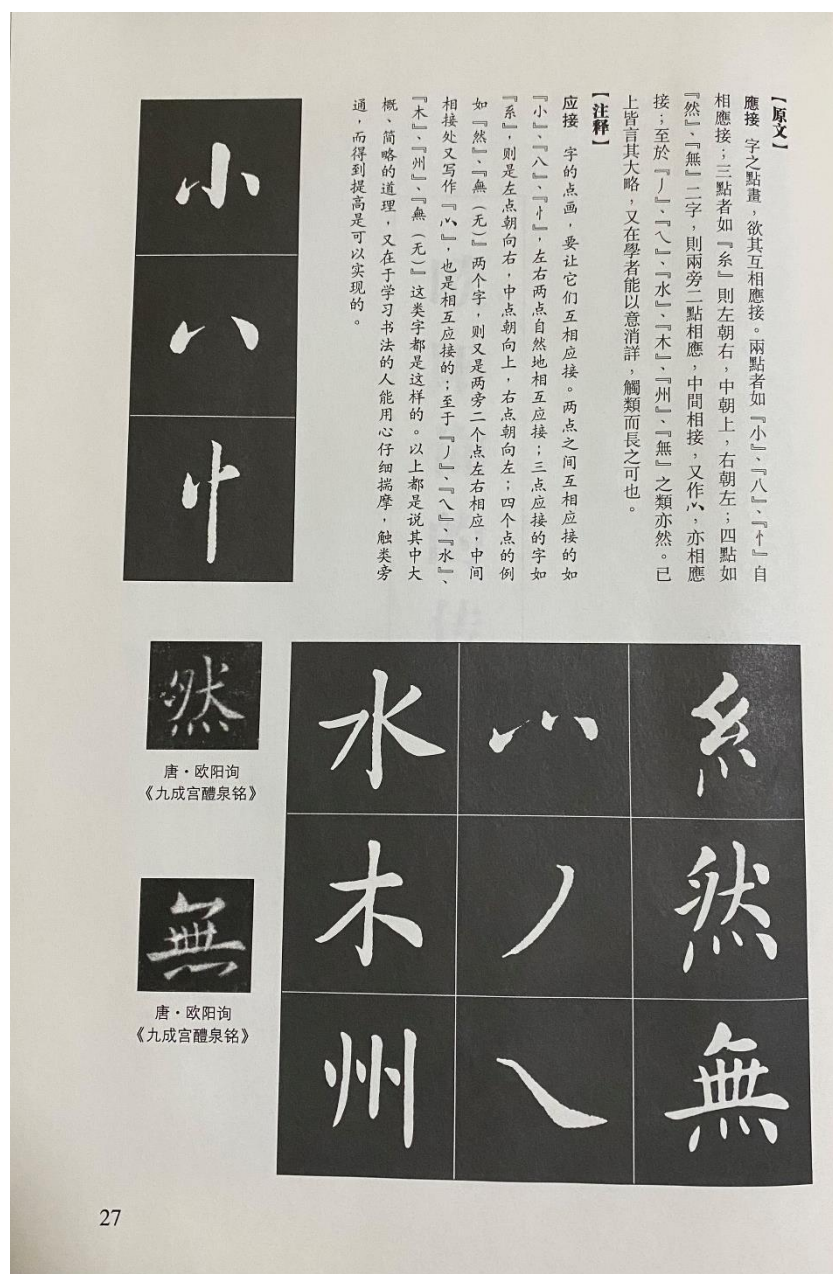 【原文】
應接 字之點畫，欲其互相應接。兩點者如『小』、『八』、『忄』自
相應接；三點者如『糸』則左朝右，中朝上，右朝左；四點如
『然』、『無』二字，則兩旁二點相應，中間相接，又作灬，亦相應
接；至於『丿』、『乀』、『水』、『木』、『州』、『無』之類亦然。已
上皆言其大略，又在學者能以意消詳，觸類而長之可也。
【注释】
应接 字的点画，要让它们互相应接。两点之间互相应接的如
『小』、『八』、『忄』，左右两点自然地相互应接；三点应接的字如
『系』，则是左点朝向右，中点朝向上，右点朝向左；四个点的例
如『然』、『無（无）』两个字，则又是两旁二个点左右相应，中间
相接处又写作『灬』，也是相互应接的；至于『丿』、『乀』、『水』、
『木』、『州』、『無（无）』这类字都是这样的。以上都是说其中大
概、简略的道理，又在于学习书法的人能用心仔细揣摩，触类旁
通，而得到提高是可以实现的。
小
八
忄
糸
然
無
灬
丿
乀
水
木
州
然
唐·欧阳询
《九成宫醴泉铭》
無
唐·欧阳询
《九成宫醴泉铭》
27